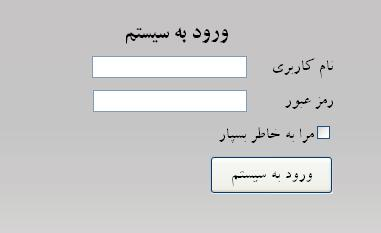 ورود به سیستم
نام کاربری
رمز عبور
مرا به خاطر بسپار
ورود به سیستم